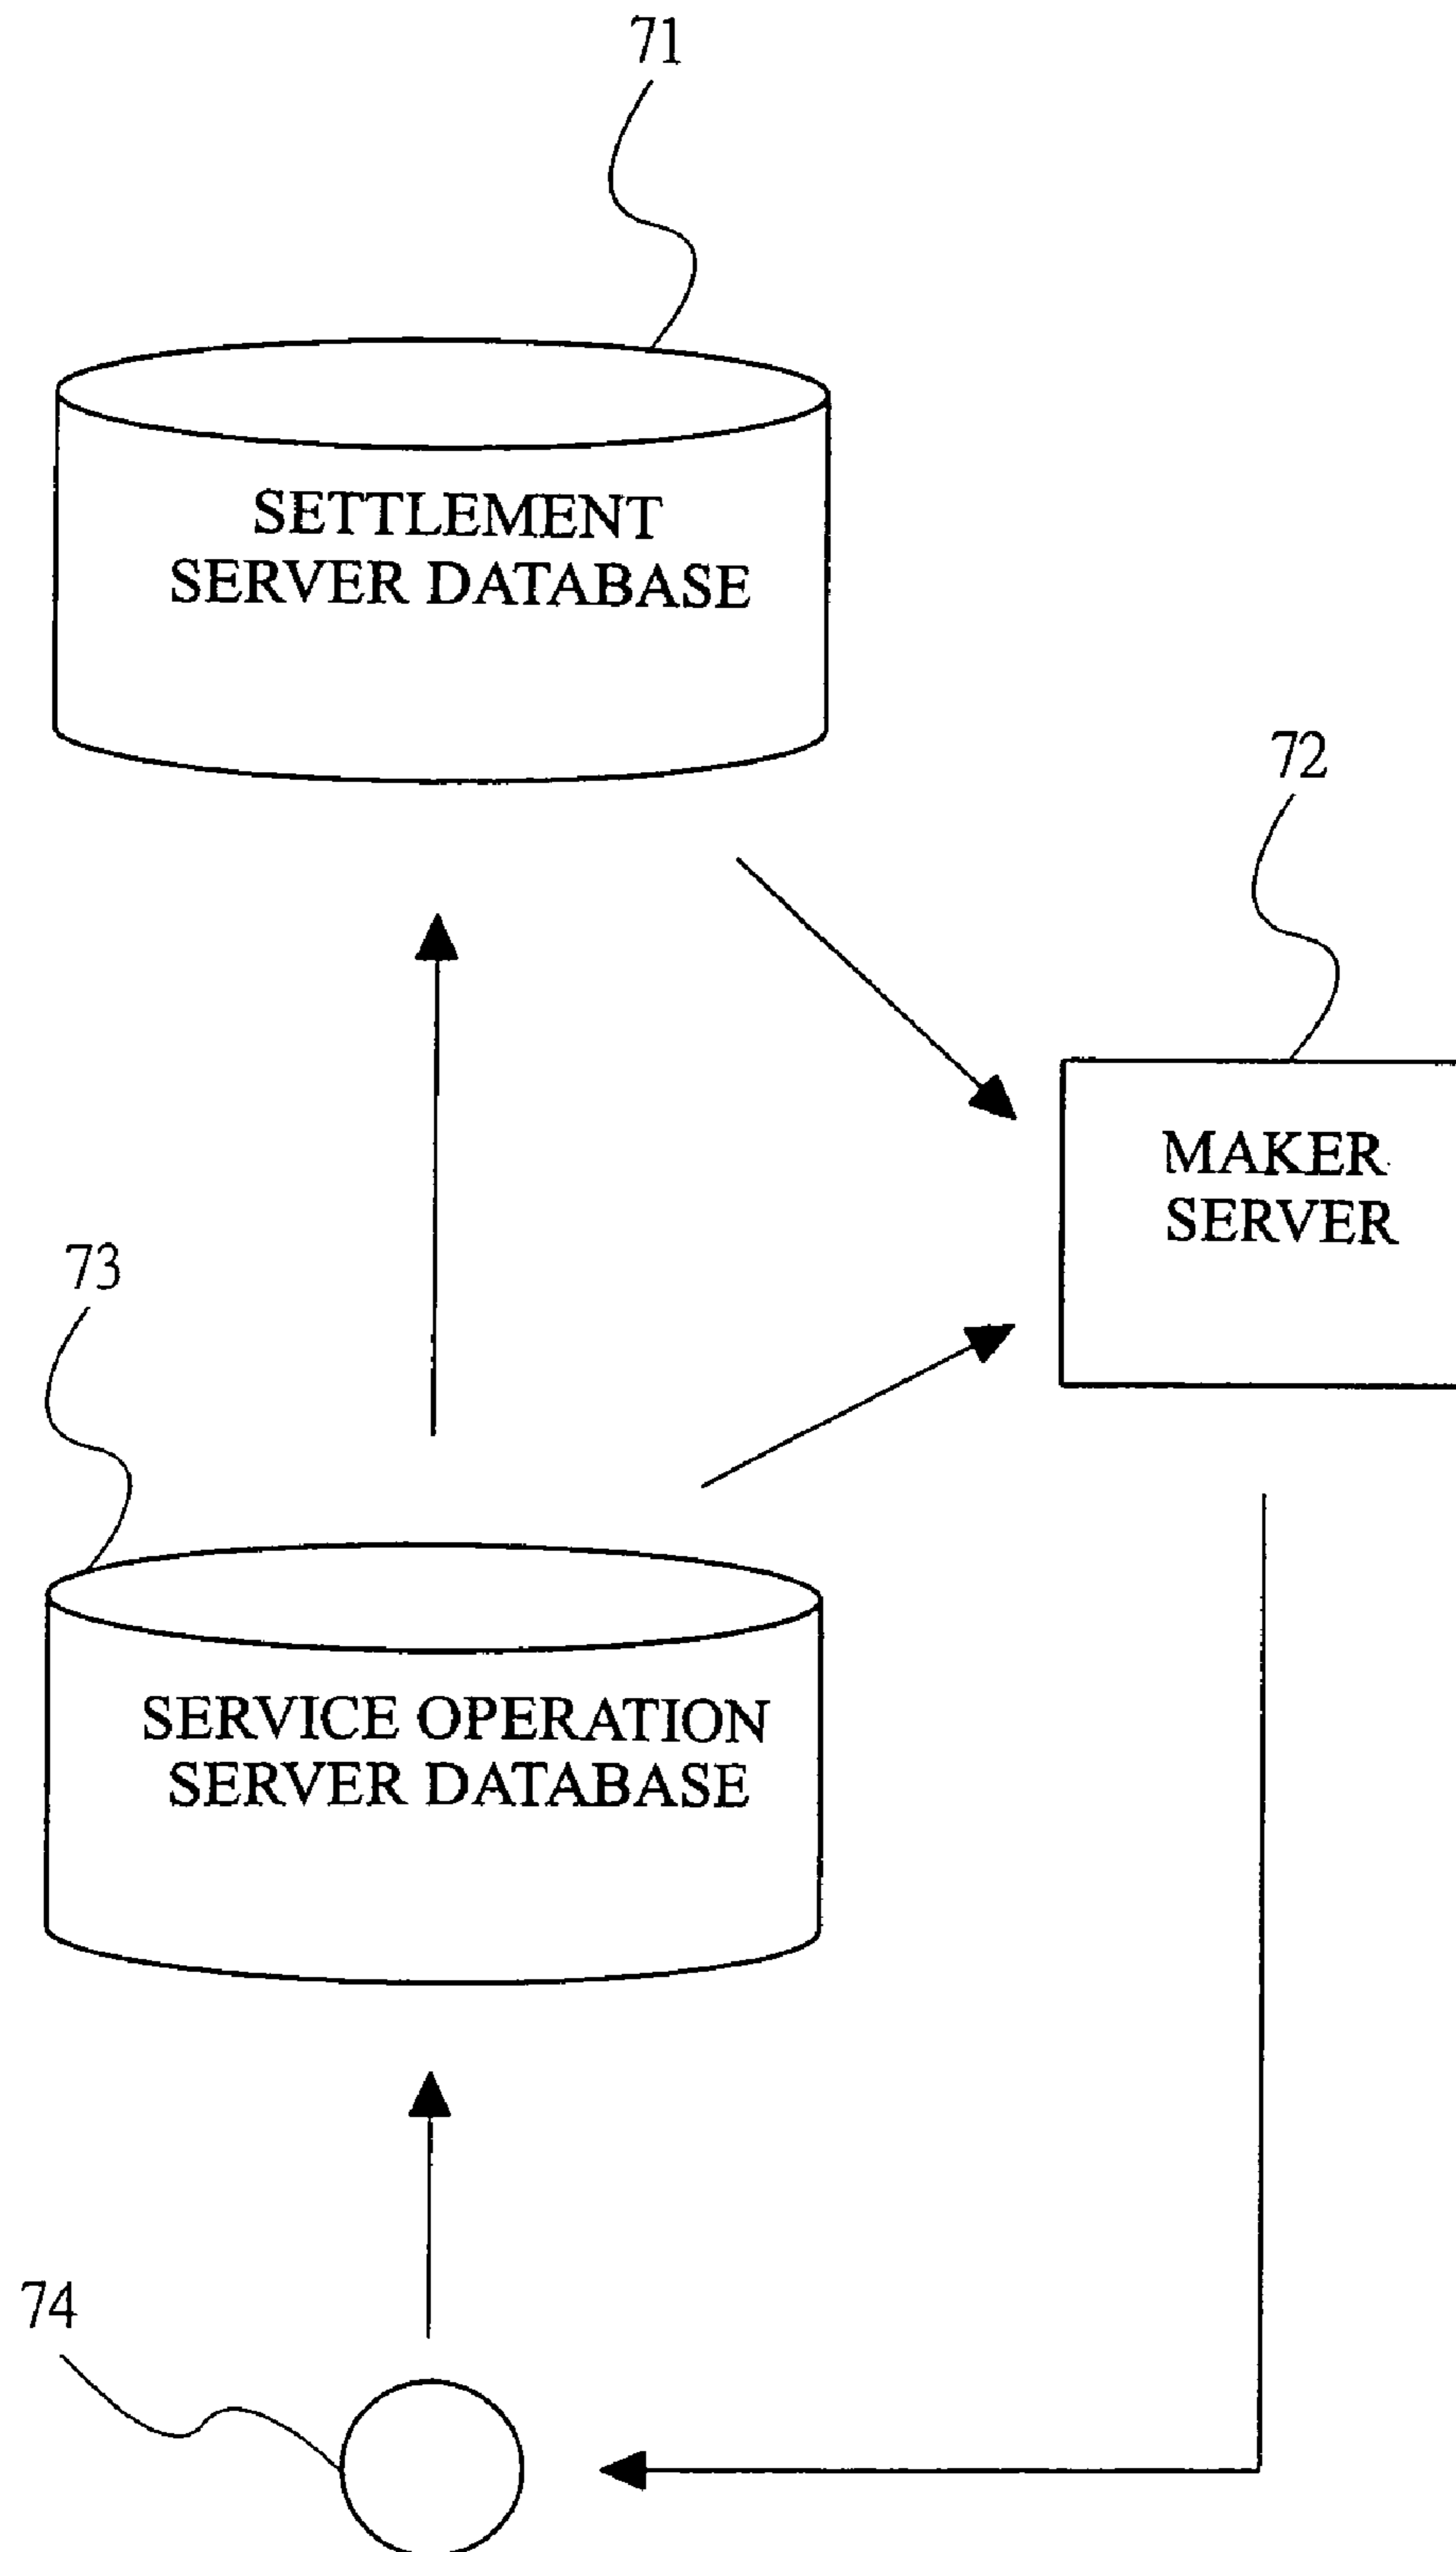 71
SETTLEMENT
SERVER DATABASE
72
MAKER
SERVER
73
SERVICE OPERATION
SERVER DATABASE
74